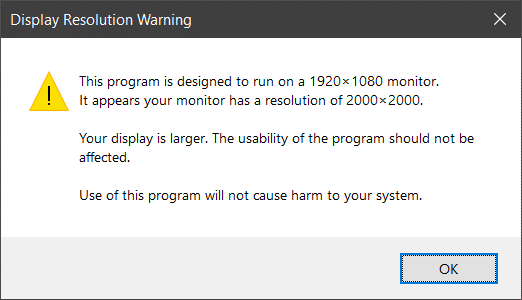 Display Resolution Warning
This program is designed to run on a 1920×1080 monitor.
It appears your monitor has a resolution of 2000×2000.
Your display is larger. The usability of the program should not be
affected.
Use of this program will not cause harm to your system.
OK